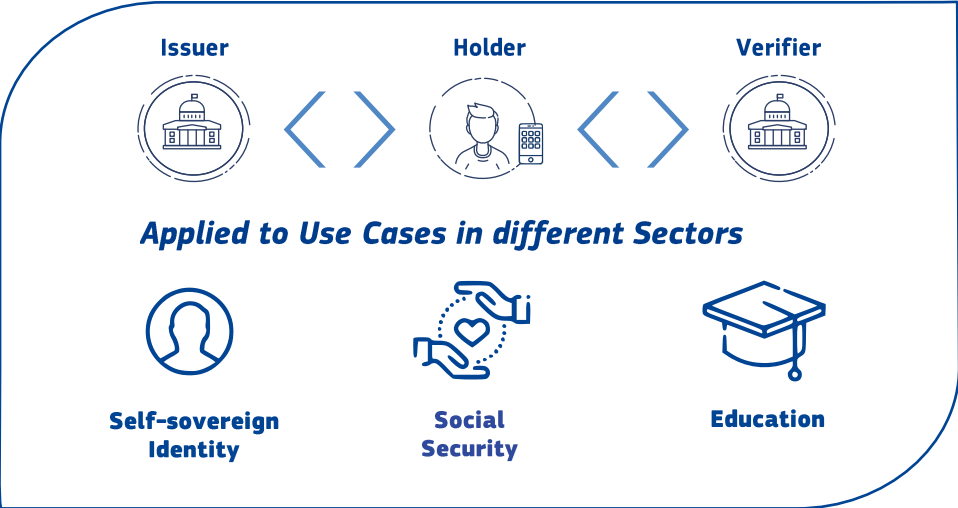 Issuer
Holder
Verifier
Applied to Use Cases in different Sectors
Self-sovereign
Identity
Social
Security
Education